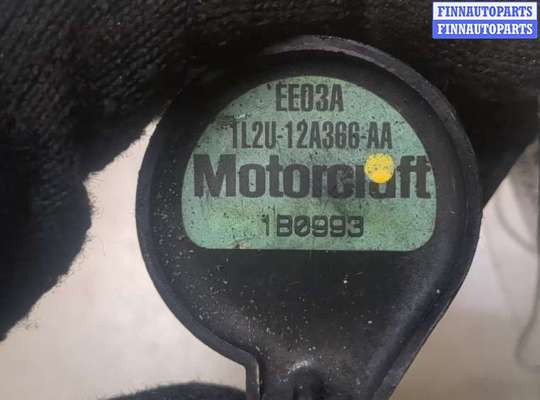 FINNAUTOPARTS
FINNAUTOPARTS
EE03A
1L2U-12A366-AA
Motorcraft
1B0993